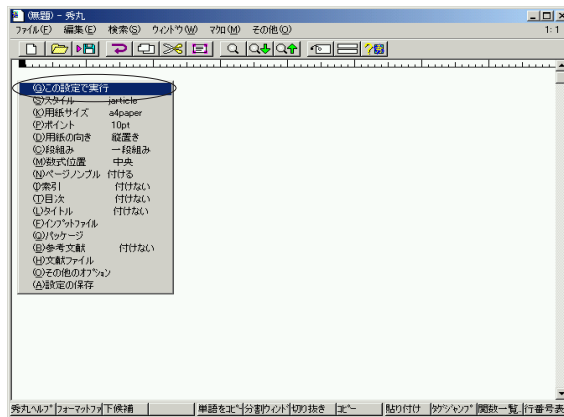 (無題) - 秀丸
ファイル(F) 編集(E) 検索(S) ウィンドウ(W) マクロ(M) その他(O) 1: 1
(G)この設定で実行
(S)スタイル jarticle
(K)用紙サイズ a4paper
(P)ポイント 10pt
(D)用紙の向き 縦置き
(C)段組み 一段組み
(M)数式位置 中央
(N)ページノンブル 付ける
(I)索引 付けない
(T)目次 付けない
(L)タイトル 付けない
(F)インプットファイル
(Q)パッケージ
(B)参考文献 付けない
(H)文献ファイル
(O)その他のオプション
(A)設定の保存
秀丸ヘルプ フォーマットファ 下候補 単語をコピー 分割ウィンド 切り抜き コピー 貼り付け タグジャンプ 関数一覧. 行番号表